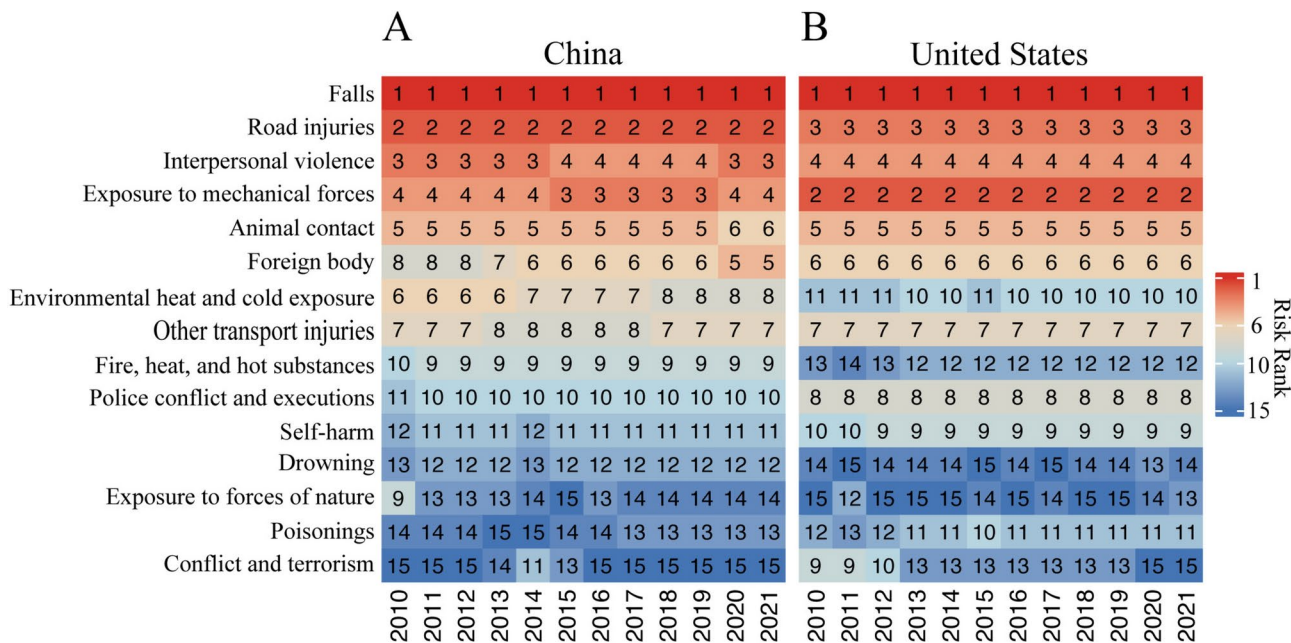 A B
China United States
Falls 1 1 1 1 1 1 1 1 1 1 1 1 1 1 1 1 1 1 1 1 1 1 1 1
Road injuries 2 2 2 2 2 2 2 2 2 2 2 2 3 3 3 3 3 3 3 3 3 3 3 3
Interpersonal violence 3 3 3 3 3 4 4 4 4 4 3 3 4 4 4 4 4 4 4 4 4 4 4 4
Exposure to mechanical forces 4 4 4 4 4 3 3 3 3 3 4 4 2 2 2 2 2 2 2 2 2 2 2 2
Animal contact 5 5 5 5 5 5 5 5 5 5 6 6 5 5 5 5 5 5 5 5 5 5 5 5
Foreign body 8 8 8 7 6 6 6 6 6 6 5 5 6 6 6 6 6 6 6 6 6 6 6 6
Environmental heat and cold exposure 6 6 6 6 7 7 7 7 8 8 8 8 11 11 11 10 10 11 10 10 10 10 10 10
Other transport injuries 7 7 7 8 8 8 8 8 7 7 7 7 7 7 7 7 7 7 7 7 7 7 7 7
Fire, heat, and hot substances 10 9 9 9 9 9 9 9 9 9 9 9 13 14 13 12 12 12 12 12 12 12 12 12
Police conflict and executions 11 10 10 10 10 10 10 10 10 10 10 10 8 8 8 8 8 8 8 8 8 8 8 8
Self-harm 12 11 11 11 12 11 11 11 11 11 11 11 10 10 9 9 9 9 9 9 9 9 9 9
Drowning 13 12 12 12 13 12 12 12 12 12 12 12 14 15 14 14 14 15 14 15 14 14 13 14
Exposure to forces of nature 9 13 13 13 14 15 13 14 14 14 14 14 15 12 15 15 15 14 15 14 15 15 14 13
Poisonings 14 14 14 15 15 14 14 13 13 13 13 13 12 13 12 11 11 10 11 11 11 11 11 11
Conflict and terrorism 15 15 15 14 11 13 15 15 15 15 15 15 9 9 10 13 13 13 13 13 13 13 15 15
2010 2011 2012 2013 2014 2015 2016 2017 2018 2019 2020 2021 2010 2011 2012 2013 2014 2015 2016 2017 2018 2019 2020 2021
1
6
10
15
Risk Rank